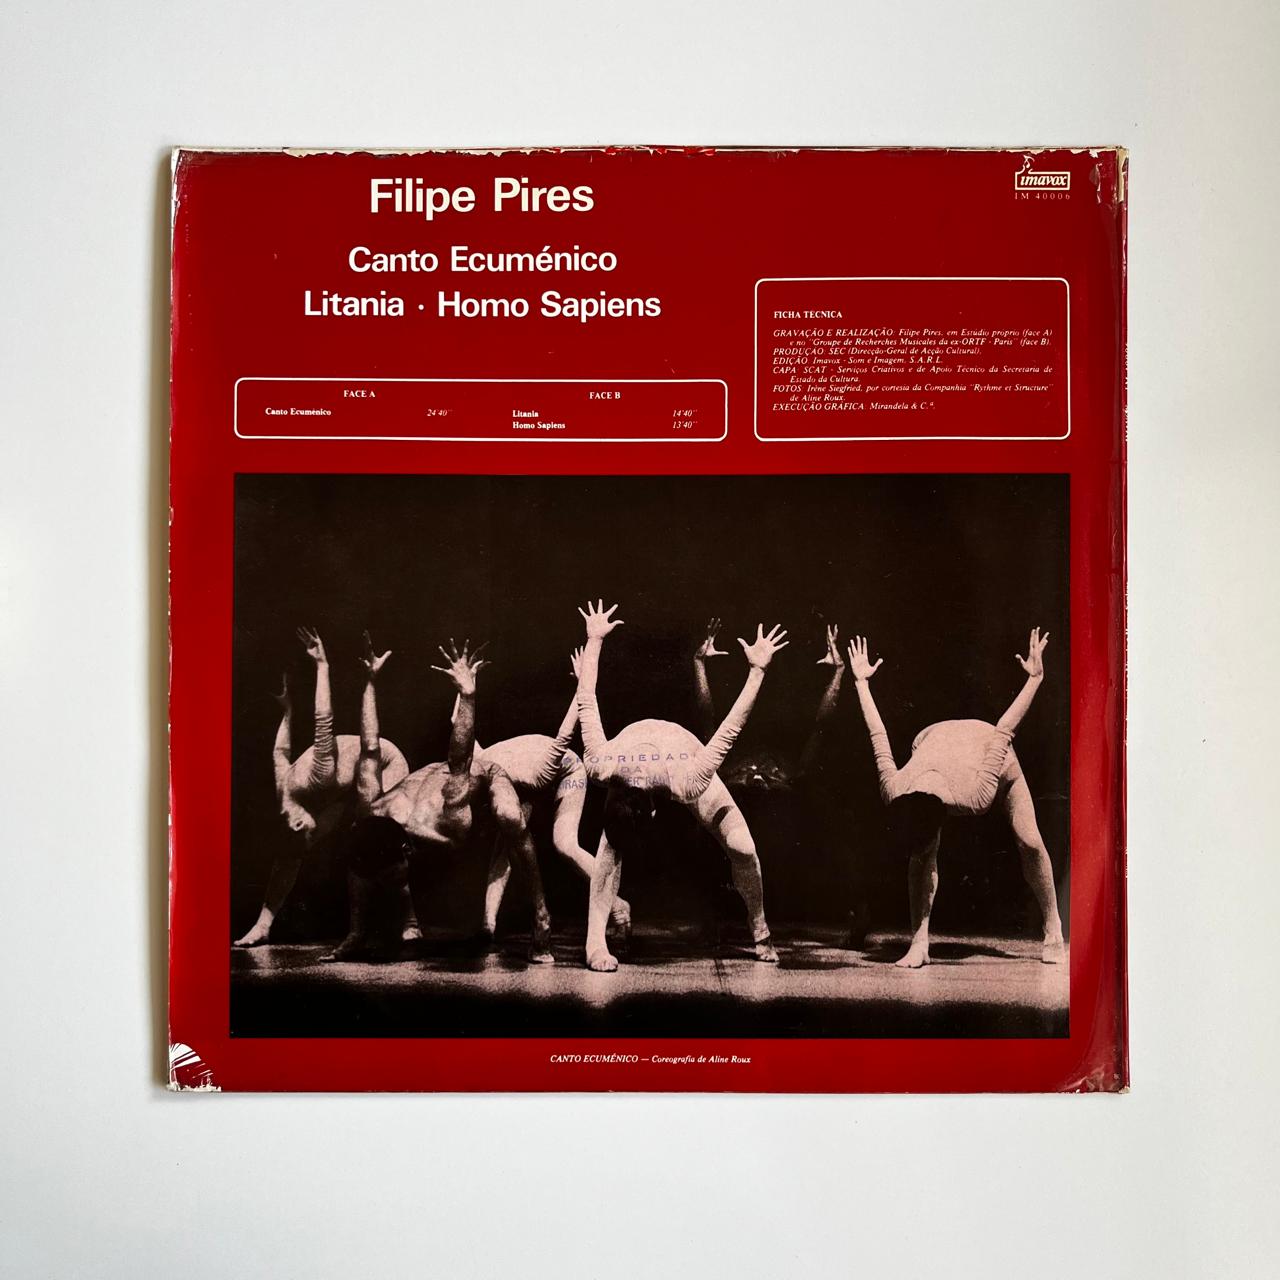 Filipe Pires
Canto Ecuménico
Litania · Homo Sapiens
imavox
IM 40006
FICHA TÉCNICA
GRAVAÇÃO E REALIZAÇÃO: Filipe Pires, em Estúdio próprio (face A)
e no "Groupe de Recherches Musicales da ex-ORTF - Paris" (face B).
PRODUÇÃO: SEC (Direcção-Geral de Acção Cultural).
EDIÇÃO: Imavox - Som e Imagem, S.A.R.L.
CAPA: SCAT - Serviços Criativos e de Apoio Técnico da Secretaria de
Estado da Cultura.
FOTOS: Irène Siegfried, por cortesia da Companhia "Rythme et Structure"
de Aline Roux.
EXECUÇÃO GRÁFICA: Mirandela & C.ª.
FACE A
Canto Ecuménico 24'40''
FACE B
Litania 14'40''
Homo Sapiens 13'40''
PROPRIEDAD
DA
CANTO ECUMÉNICO — Coreografia de Aline Roux